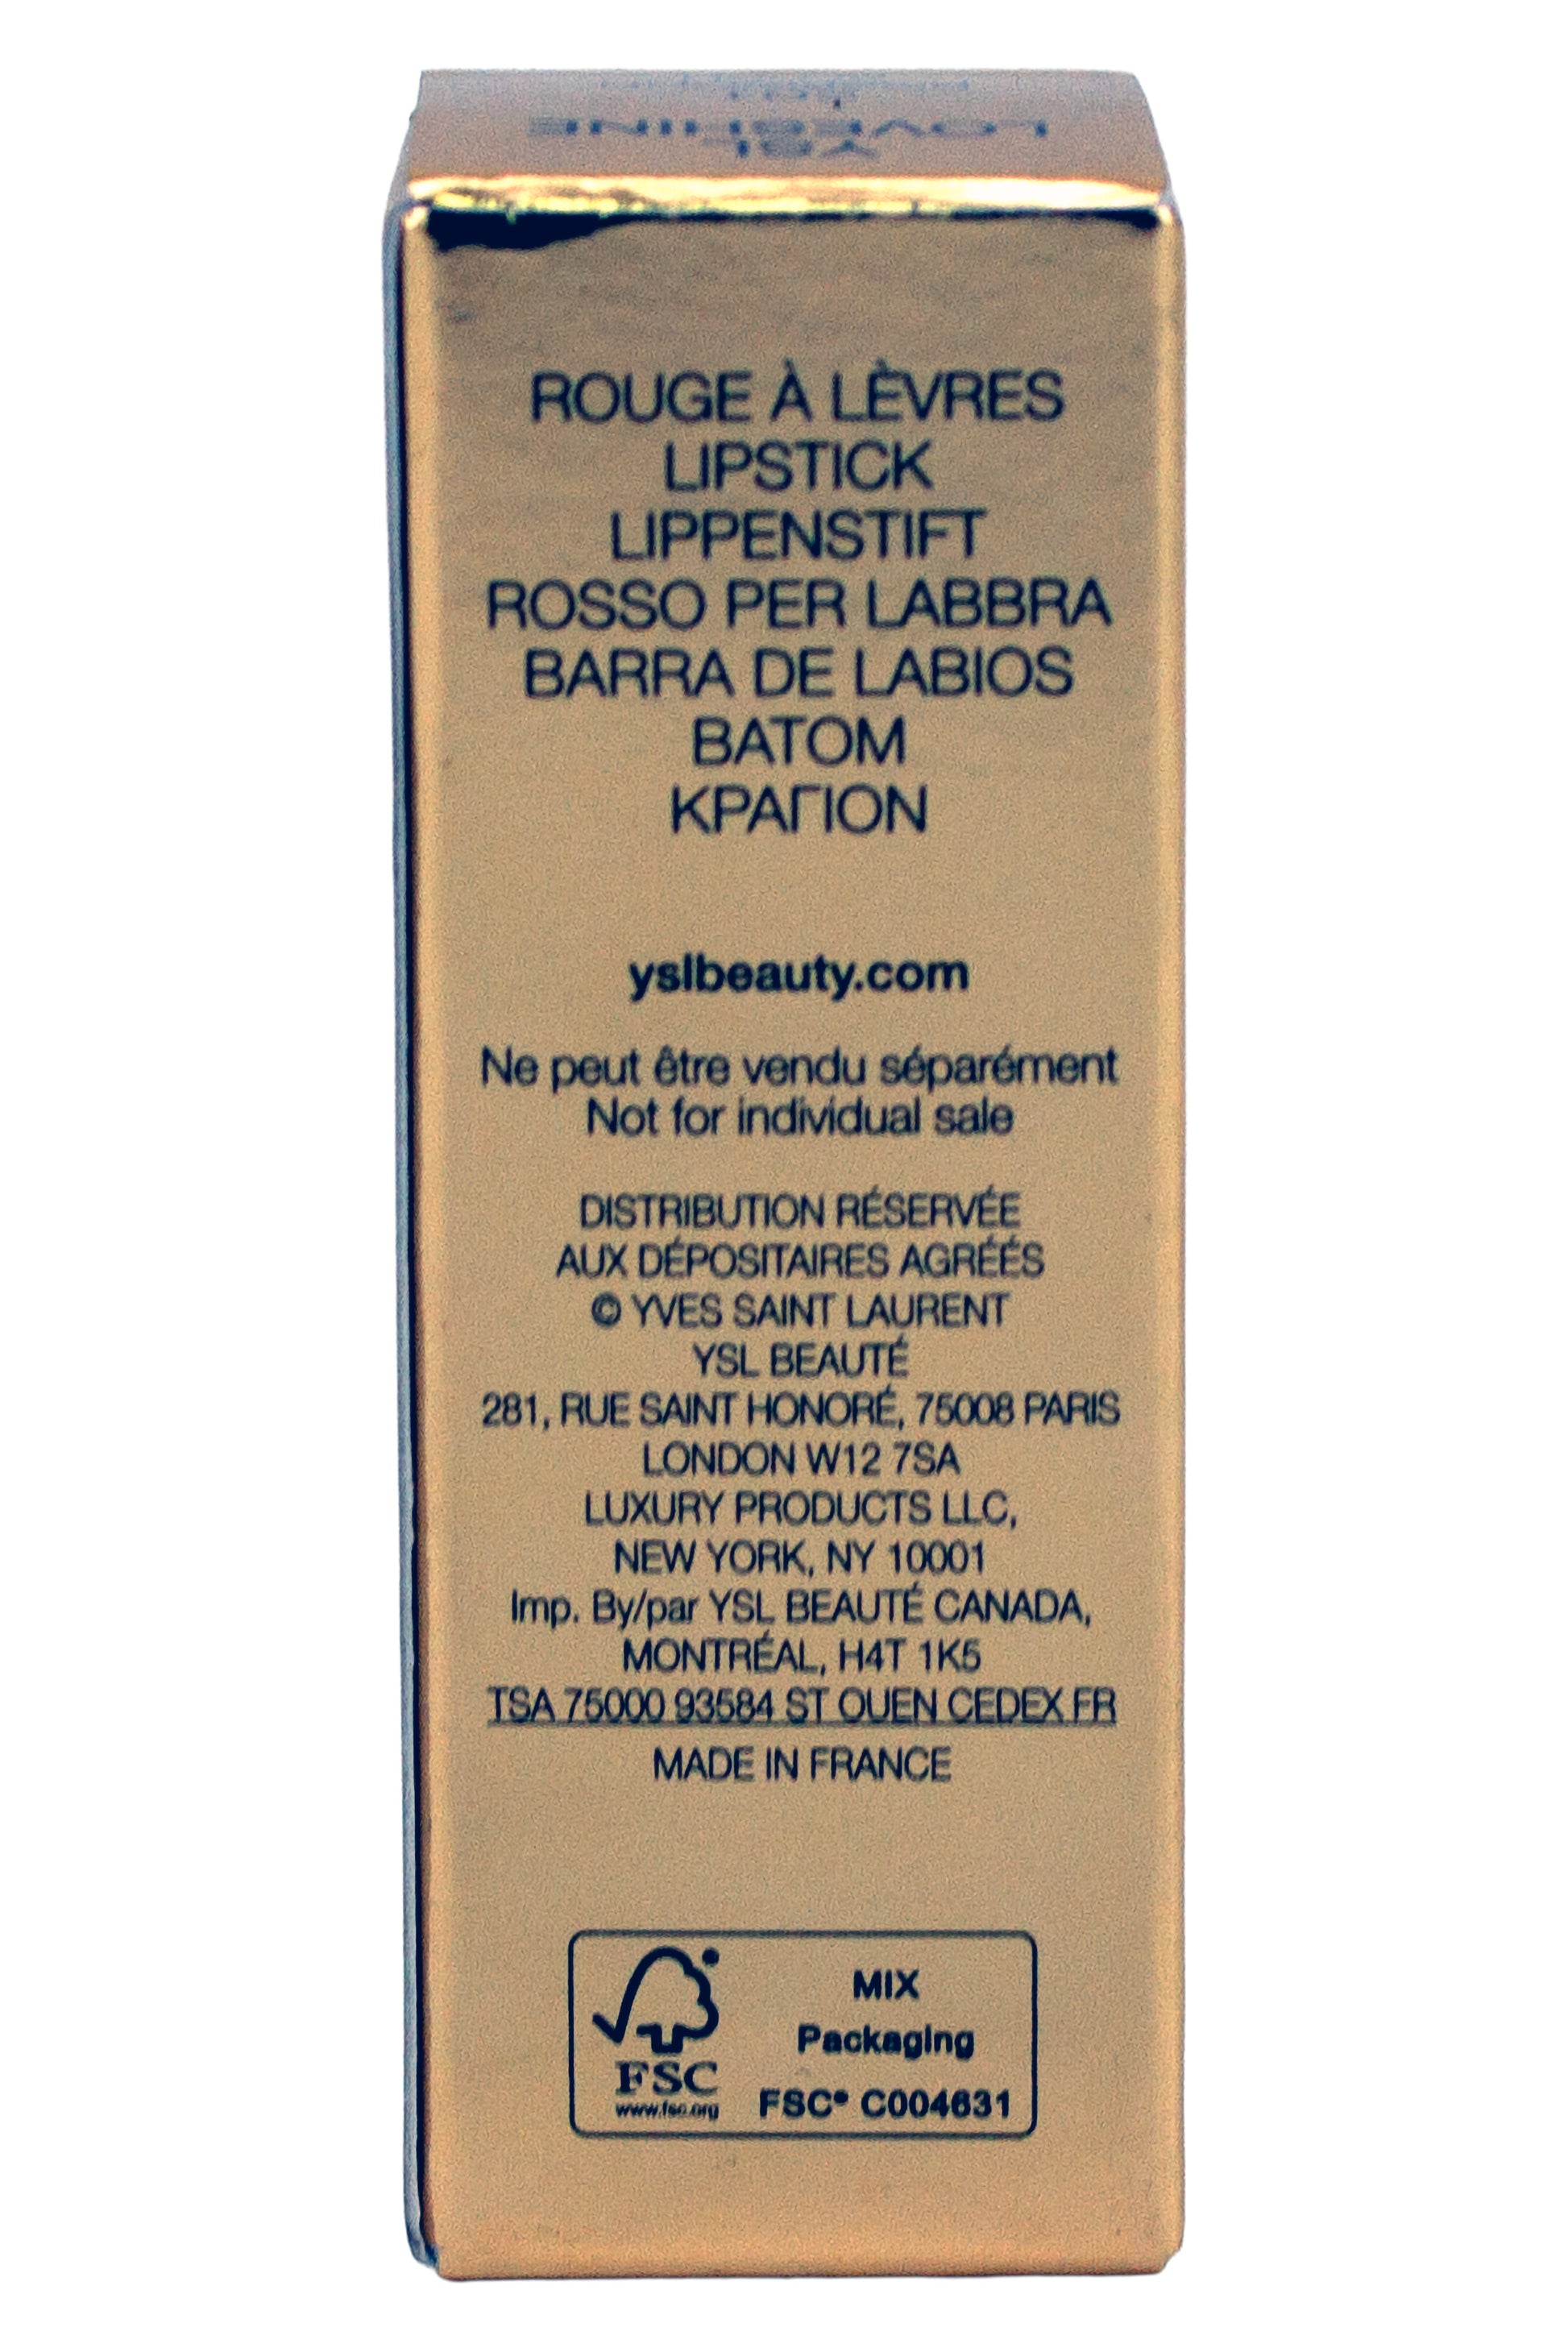 YSL
LOVESHINE
ROUGE À LÈVRES
LIPSTICK
LIPPENSTIFT
ROSSO PER LABBRA
BARRA DE LABIOS
BATOM
ΚΡΑΓΙΟΝ
yslbeauty.com
Ne peut être vendu séparément
Not for individual sale
DISTRIBUTION RÉSERVÉE
AUX DÉPOSITAIRES AGRÉÉS
© YVES SAINT LAURENT
YSL BEAUTÉ
281, RUE SAINT HONORÉ, 75008 PARIS
LONDON W12 7SA
LUXURY PRODUCTS LLC,
NEW YORK, NY 10001
Imp. By/par YSL BEAUTÉ CANADA,
MONTRÉAL, H4T 1K5
TSA 75000 93584 ST OUEN CEDEX FR
MADE IN FRANCE
FSC
www.fsc.org
MIX
Packaging
FSC® C004631